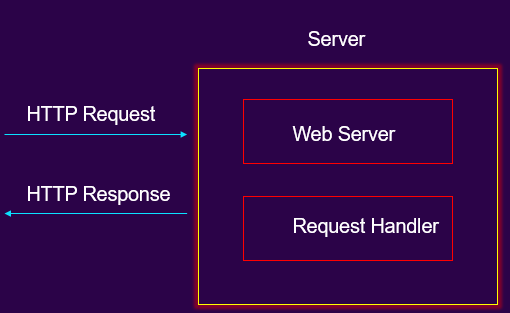 Server
HTTP Request
Web Server
HTTP Response
Request Handler